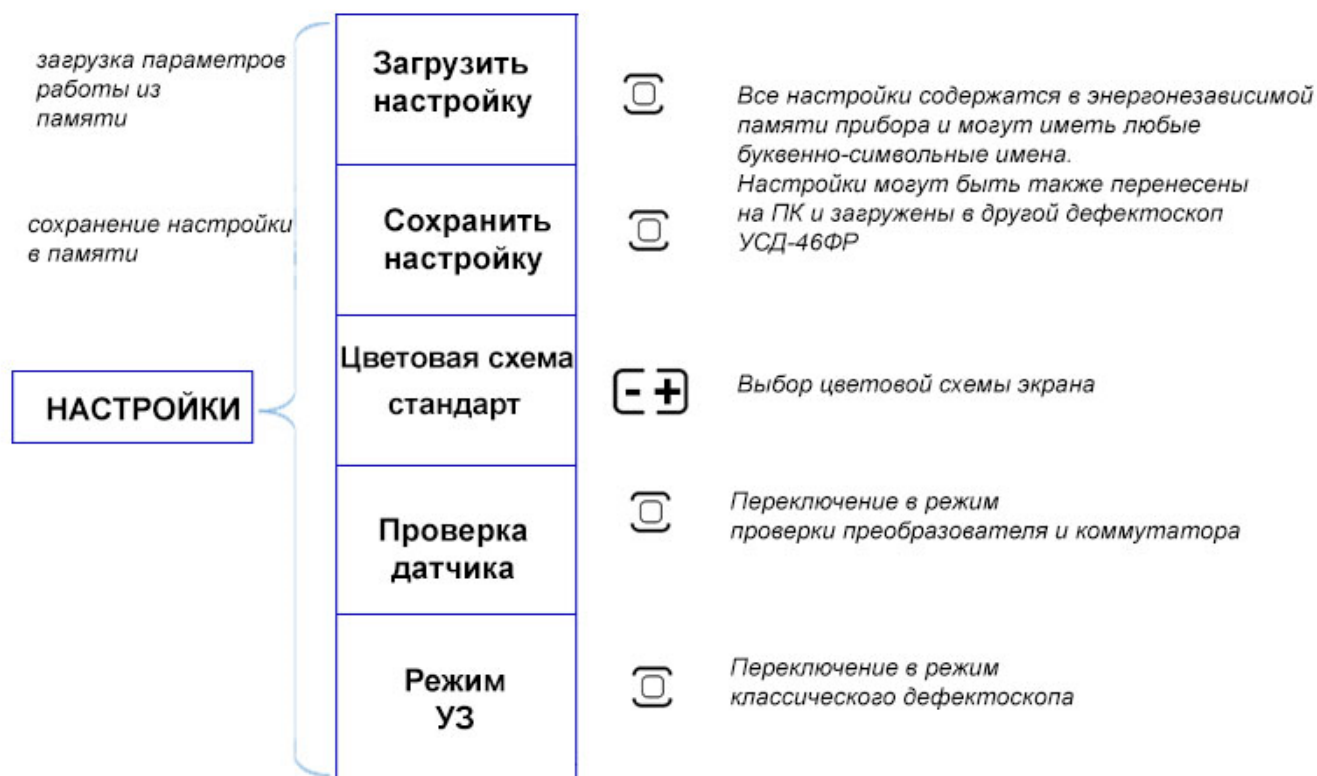 загрузка параметров
работы из
памяти
Загрузить
настройку
Все настройки содержатся в энергонезависимой
памяти прибора и могут иметь любые
буквенно-символьные имена.
Настройки могут быть также перенесены
на ПК и загружены в другой дефектоскоп
УСД-46ФР
сохранение настройки
в памяти
Сохранить
настройку
НАСТРОЙКИ
Цветовая схема
стандарт
- +
Выбор цветовой схемы экрана
Проверка
датчика
Переключение в режим
проверки преобразователя и коммутатора
Режим
УЗ
Переключение в режим
классического дефектоскопа